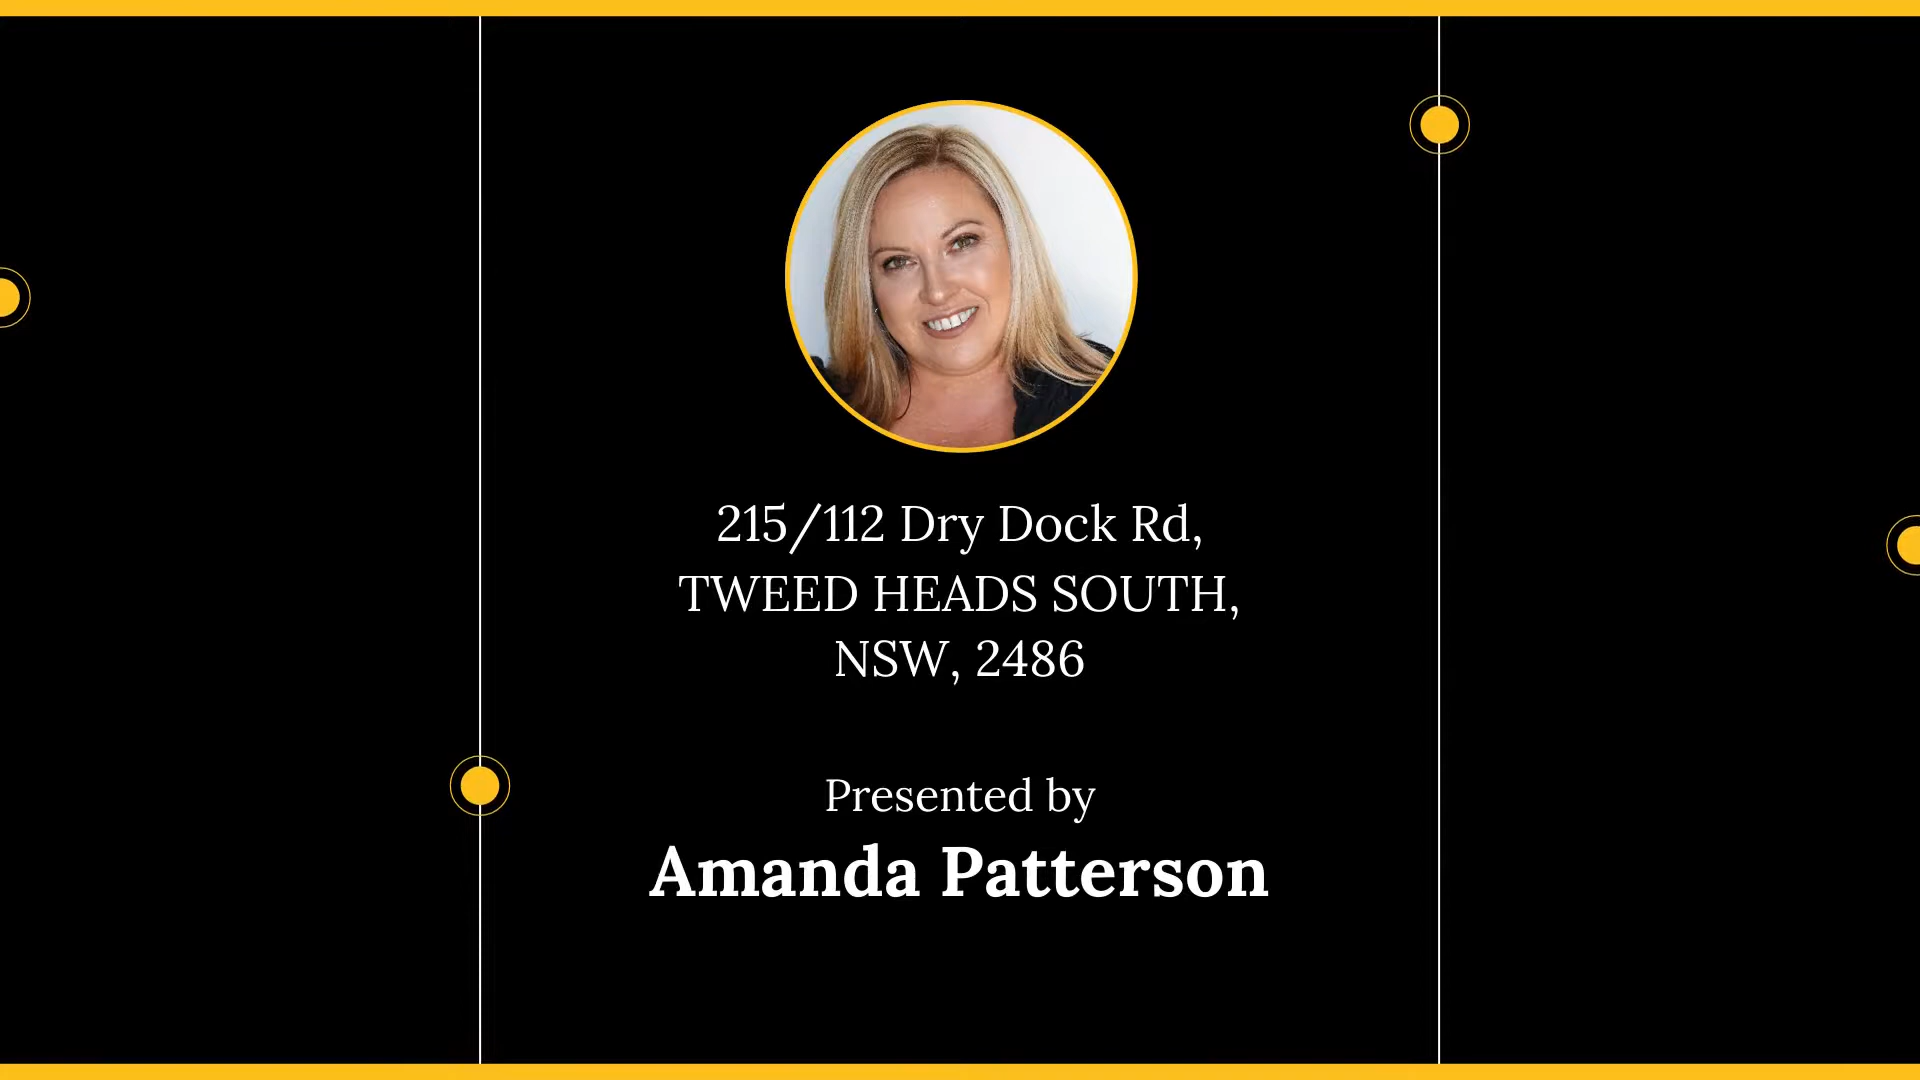 215/112 Dry Dock Rd,
TWEED HEADS SOUTH,
NSW, 2486
Presented by
Amanda Patterson